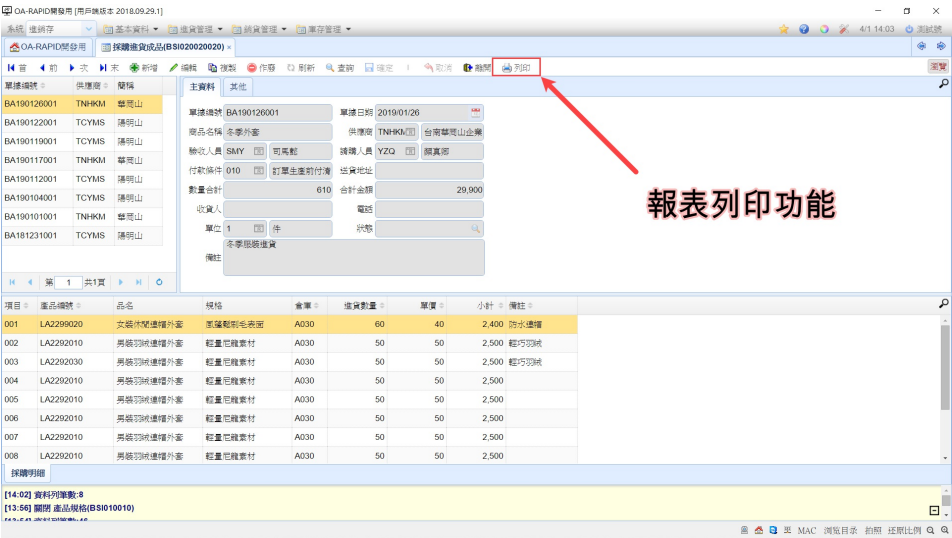 OA-RAPID開發用 [用戶端版本 2018.09.29.1]
系統 進銷存 基本資料 進貨管理 銷貨管理 庫存管理 4/1 14:03 測試號
OA-RAPID開發用 採購進貨成品(BSI020020020) ×
首 前 次 末 新增 編輯 複製 作廢 刷新 查詢 確定 取消 離開 列印 瀏覽
單據編號 供應商 簡稱
BA190126001 TNHKM 華岡山
BA190122001 TCYMS 陽明山
BA190119001 TCYMS 陽明山
BA190117001 TNHKM 華岡山
BA190112001 TCYMS 陽明山
BA190104001 TCYMS 陽明山
BA190101001 TNHKM 華岡山
BA181231001 TCYMS 陽明山
第 1 共1頁
主資料 其他
單據編號 BA190126001 單據日期 2019/01/26
商品名稱 冬季外套 供應商 TNHKM 台南華岡山企業
驗收人員 SMY 司馬懿 請購人員 YZQ 顏真卿
付款條件 010 訂單生產前付清 送貨地址
數量合計 610 合計金額 29,900
收貨人 電話
單位 1 件 狀態
備註 冬季服裝進貨
報表列印功能
項目 產品編號 品名 規格 倉庫 進貨數量 單價 小計 備註
001 LA2299020 女裝休閒連帽外套 風篷鬆刷毛表面 A030 60 40 2,400 防水連帽
002 LA2292010 男裝羽絨連帽外套 輕量尼龍素材 A030 50 50 2,500 輕巧羽絨
003 LA2292030 男裝羽絨連帽外套 輕量尼龍素材 A030 50 50 2,500 輕巧羽絨
004 LA2292010 男裝羽絨連帽外套 輕量尼龍素材 A030 50 50 2,500
005 LA2292010 男裝羽絨連帽外套 輕量尼龍素材 A030 50 50 2,500
006 LA2292010 男裝羽絨連帽外套 輕量尼龍素材 A030 50 50 2,500
007 LA2292010 男裝羽絨連帽外套 輕量尼龍素材 A030 50 50 2,500
008 LA2292010 男裝羽絨連帽外套 輕量尼龍素材 A030 50 50 2,500
採購明細
[14:02] 資料列筆數:8
[13:56] 關閉 產品規格(BSI010010)
MAC 浏览目录 拍照 还原比例